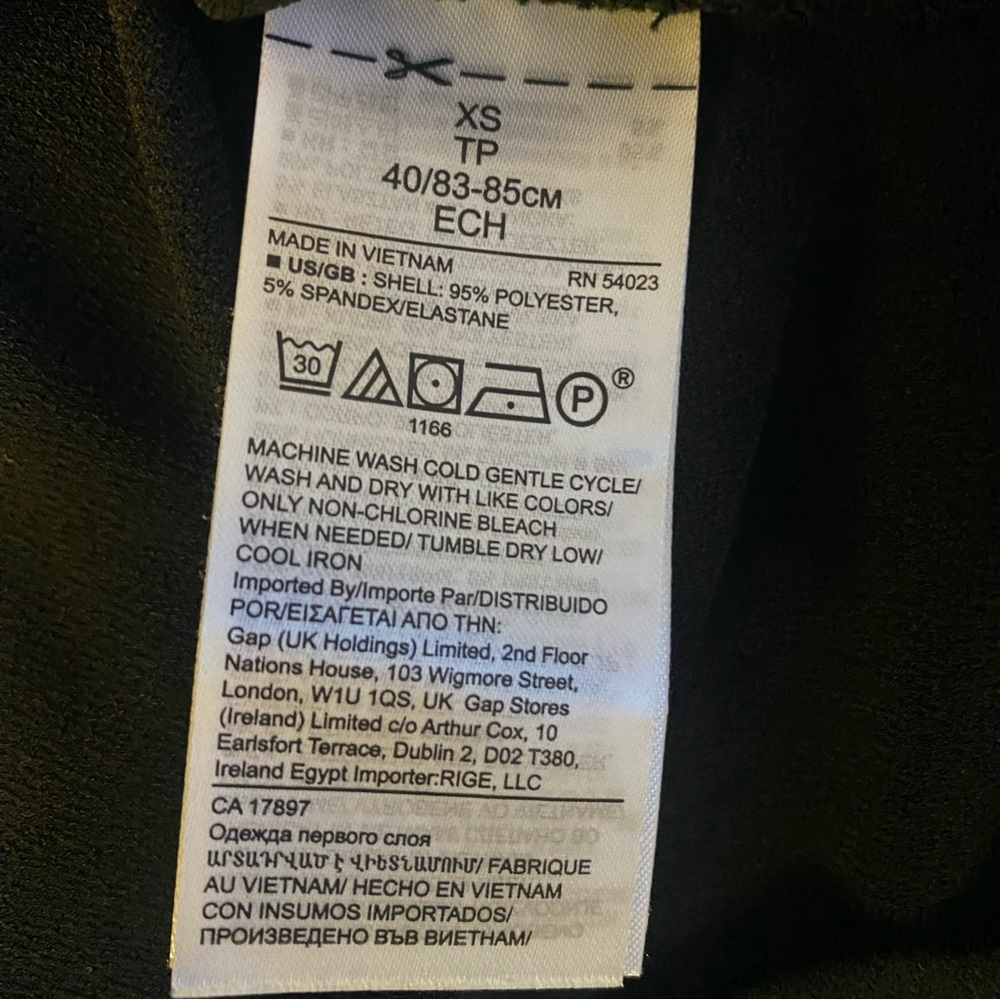 XS
TP
40/83-85CM
ECH
MADE IN VIETNAM RN 54023
■ US/GB : SHELL: 95% POLYESTER,
5% SPANDEX/ELASTANE
30 P ®
1166
MACHINE WASH COLD GENTLE CYCLE/
WASH AND DRY WITH LIKE COLORS/
ONLY NON-CHLORINE BLEACH
WHEN NEEDED/ TUMBLE DRY LOW/
COOL IRON
Imported By/Importe Par/DISTRIBUIDO
POR/ΕΙΣΑΓΕΤΑΙ ΑΠΟ ΤΗΝ:
Gap (UK Holdings) Limited, 2nd Floor
Nations House, 103 Wigmore Street,
London, W1U 1QS, UK Gap Stores
(Ireland) Limited c/o Arthur Cox, 10
Earlsfort Terrace, Dublin 2, D02 T380,
Ireland Egypt Importer:RIGE, LLC
CA 17897
Одежда первого слоя
ԱՐՏԱԴՐՎԱԾ Է ՎԻԵՏՆԱՄՈՒՄ/ FABRIQUE
AU VIETNAM/ HECHO EN VIETNAM
CON INSUMOS IMPORTADOS/
ПРОИЗВЕДЕНО ВЪВ ВИЕТНАМ/